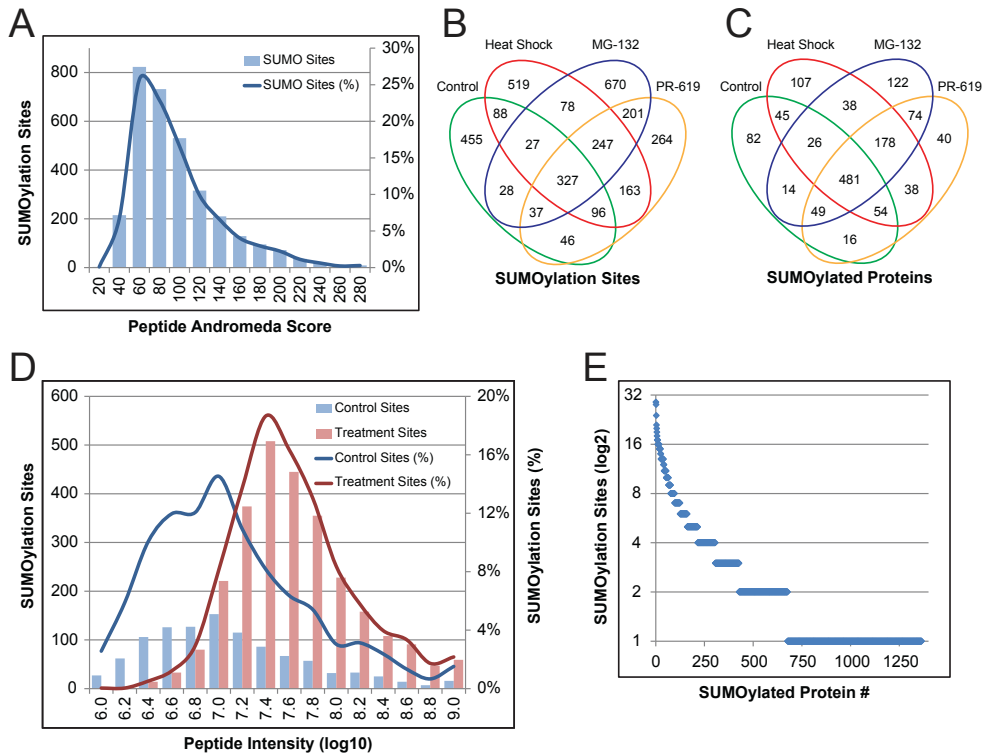 A
SUMOylation Sites
800
600
400
200
0
30%
25%
20%
15%
10%
5%
0%
SUMO Sites
SUMO Sites (%)
20 40 60 80 100 120 140 160 180 200 220 240 260 280
Peptide Andromeda Score
B
Heat Shock MG-132
Control PR-619
519 670
88 78 201
455 27 247 264
327
28 163
37 96
46
SUMOylation Sites
C
Heat Shock MG-132
Control PR-619
107 122
45 38 74
82 26 178 40
481
14 38
49 54
16
SUMOylated Proteins
D
SUMOylation Sites
600
500
400
300
200
100
0
Control Sites
Treatment Sites
Control Sites (%)
Treatment Sites (%)
20%
16%
12%
8%
4%
0%
SUMOylation Sites (%)
6.0 6.2 6.4 6.6 6.8 7.0 7.2 7.4 7.6 7.8 8.0 8.2 8.4 8.6 8.8 9.0
Peptide Intensity (log10)
E
SUMOylation Sites (log2)
32
16
8
4
2
1
0 250 500 750 1000 1250
SUMOylated Protein #